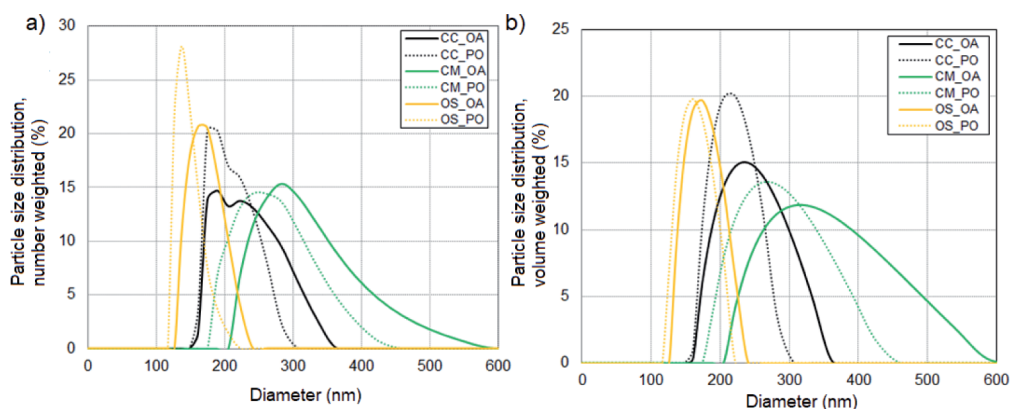 a)
Particle size distribution,
number weighted (%)
30
25
20
15
10
5
0
CC_OA
CC_PO
CM_OA
CM_PO
OS_OA
OS_PO
0 100 200 300 400 500 600
Diameter (nm)
b)
Particle size distribution,
volume weighted (%)
25
20
15
10
5
0
CC_OA
CC_PO
CM_OA
CM_PO
OS_OA
OS_PO
0 100 200 300 400 500 600
Diameter (nm)